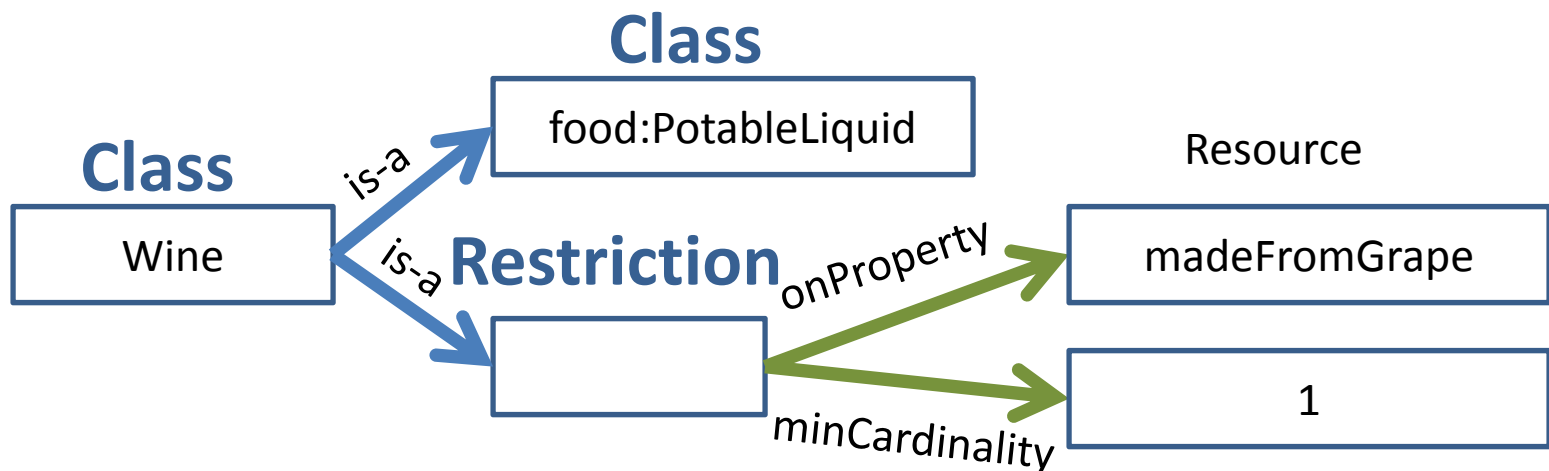 Class
food:PotableLiquid
Class
Wine
is-a
is-a
Restriction
onProperty
minCardinality
Resource
madeFromGrape
1